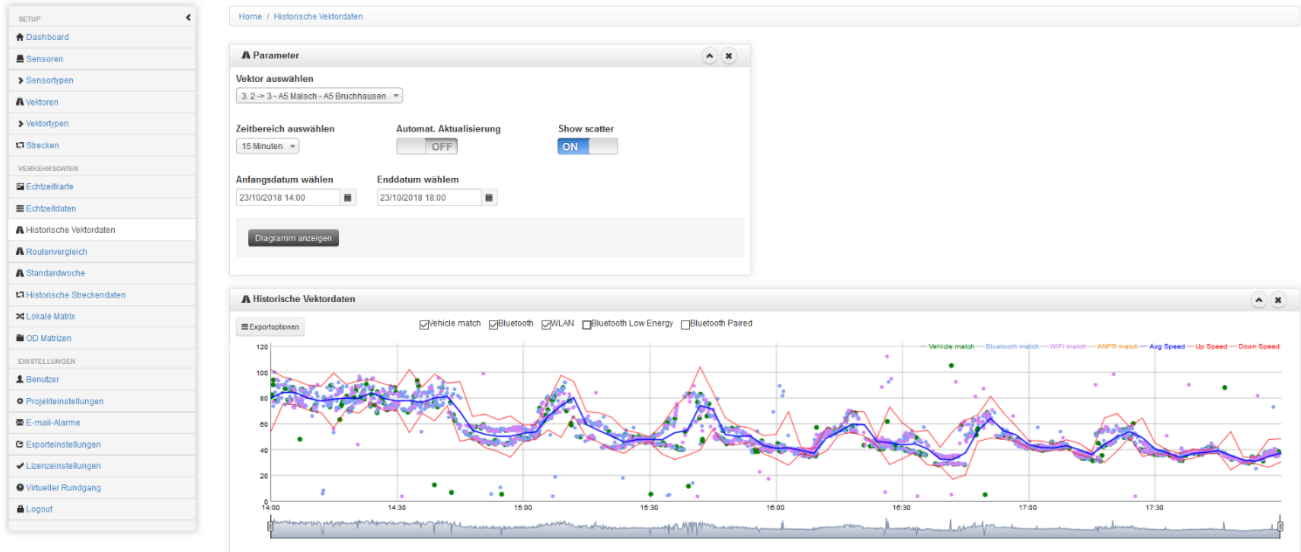 SETUP
Dashboard
Sensoren
Sensortypen
Vektoren
Vektortypen
Strecken
VERKEHRSDATEN
Echtzeitkarte
Echtzeitdaten
Historische Vektordaten
Routenvergleich
Standardwoche
Historische Streckendaten
Lokale Matrix
OD Matrizen
EINSTELLUNGEN
Benutzer
Projekteinstellungen
E-mail-Alarme
Exporteinstellungen
Lizenzeinstellungen
Virtueller Rundgang
Logout
Home / Historische Vektordaten
Parameter
Vektor auswählen
3. 2 -> 3 - A5 Malsch - A5 Bruchhausen
Zeitbereich auswählen Automat. Aktualisierung Show scatter
15 Minuten OFF ON
Anfangsdatum wählen Enddatum wählem
23/10/2018 14:00 23/10/2018 18:00
Diagramm anzeigen
Historische Vektordaten
Exportoptionen Vehicle match Bluetooth WLAN Bluetooth Low Energy Bluetooth Paired
Vehicle match Bluetooth match WiFi match ANPR match Avg Speed Up Speed Down Speed
120
100
80
60
40
20
0
14:00 14:30 15:00 15:30 16:00 16:30 17:00 17:30